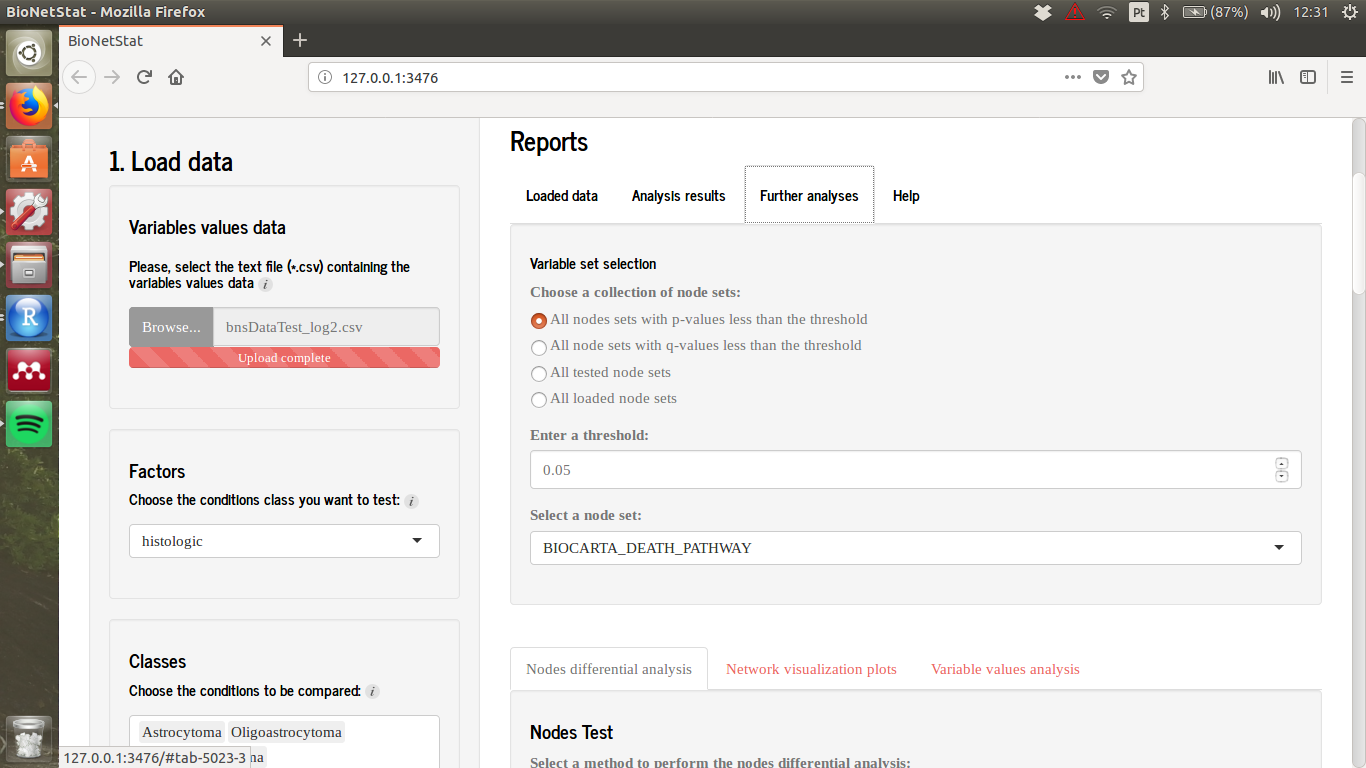 BioNetStat - Mozilla Firefox
Pt
(87%)
12:31
BioNetStat
127.0.0.1:3476
1. Load data
Variables values data
Please, select the text file (*.csv) containing the
variables values data i
Browse...
bnsDataTest_log2.csv
Upload complete
Factors
Choose the conditions class you want to test: i
histologic
Classes
Choose the conditions to be compared: i
Astrocytoma Oligoastrocytoma
ma
127.0.0.1:3476/#tab-5023-3
Reports
Loaded data
Analysis results
Further analyses
Help
Variable set selection
Choose a collection of node sets:
All nodes sets with p-values less than the threshold
All node sets with q-values less than the threshold
All tested node sets
All loaded node sets
Enter a threshold:
0.05
Select a node set:
BIOCARTA_DEATH_PATHWAY
Nodes differential analysis
Network visualization plots
Variable values analysis
Nodes Test
Select a method to perform the nodes differential analysis: